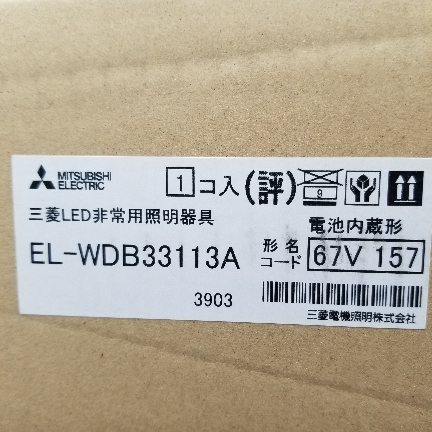 MITSUBISHI
ELECTRIC
1コ入 (評) 9
三菱LED非常用照明器具
電池内蔵形
EL-WDB33113A
形名
コード
67V 157
3903
三菱電機照明株式会社